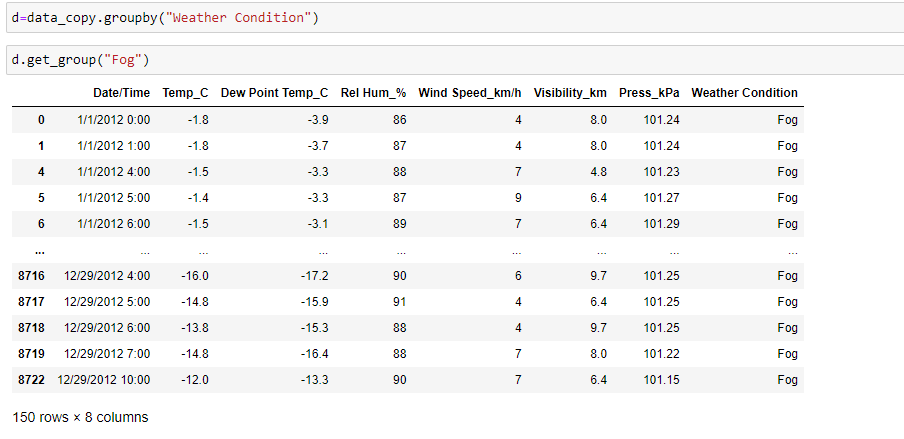 d=data_copy.groupby("Weather Condition")
d.get_group("Fog")
Date/Time Temp_C Dew Point Temp_C Rel Hum_% Wind Speed_km/h Visibility_km Press_kPa Weather Condition
0 1/1/2012 0:00 -1.8 -3.9 86 4 8.0 101.24 Fog
1 1/1/2012 1:00 -1.8 -3.7 87 4 8.0 101.24 Fog
4 1/1/2012 4:00 -1.5 -3.3 88 7 4.8 101.23 Fog
5 1/1/2012 5:00 -1.4 -3.3 87 9 6.4 101.27 Fog
6 1/1/2012 6:00 -1.5 -3.1 89 7 6.4 101.29 Fog
... ... ... ... ... ... ... ... ...
8716 12/29/2012 4:00 -16.0 -17.2 90 6 9.7 101.25 Fog
8717 12/29/2012 5:00 -14.8 -15.9 91 4 6.4 101.25 Fog
8718 12/29/2012 6:00 -13.8 -15.3 88 4 9.7 101.25 Fog
8719 12/29/2012 7:00 -14.8 -16.4 88 7 8.0 101.22 Fog
8722 12/29/2012 10:00 -12.0 -13.3 90 7 6.4 101.15 Fog
150 rows × 8 columns